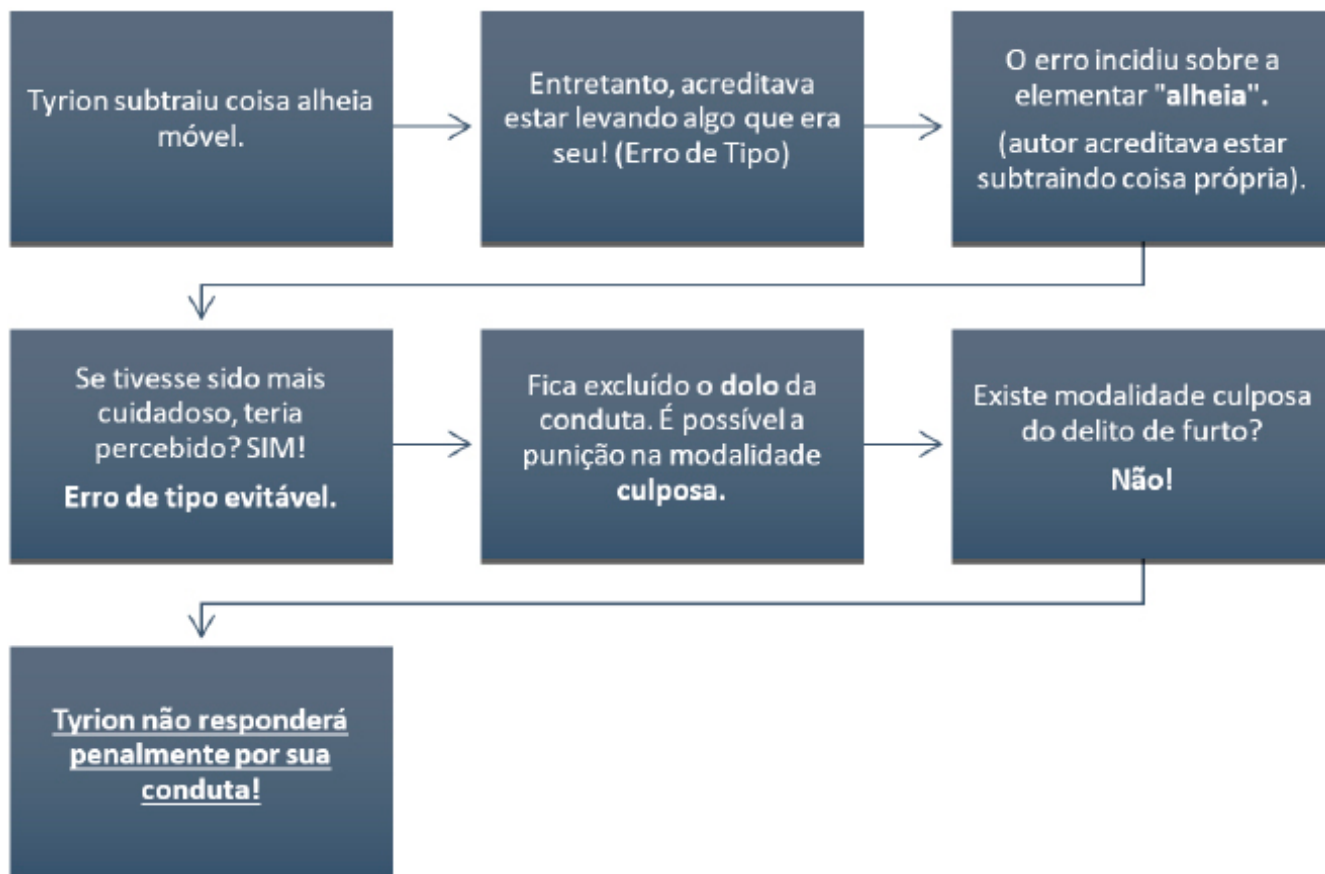 Tyrion subtraiu coisa alheia
móvel.
Entretanto, acreditava
estar levando algo que era
seu! (Erro de Tipo)
O erro incidiu sobre a
elementar "alheia".
(autor acreditava estar
subtraindo coisa própria).
Se tivesse sido mais
cuidadoso, teria
percebido? SIM!
Erro de tipo evitável.
Fica excluído o dolo da
conduta. É possível a
punição na modalidade
culposa.
Existe modalidade culposa
do delito de furto?
Não!
Tyrion não responderá
penalmente por sua
conduta!